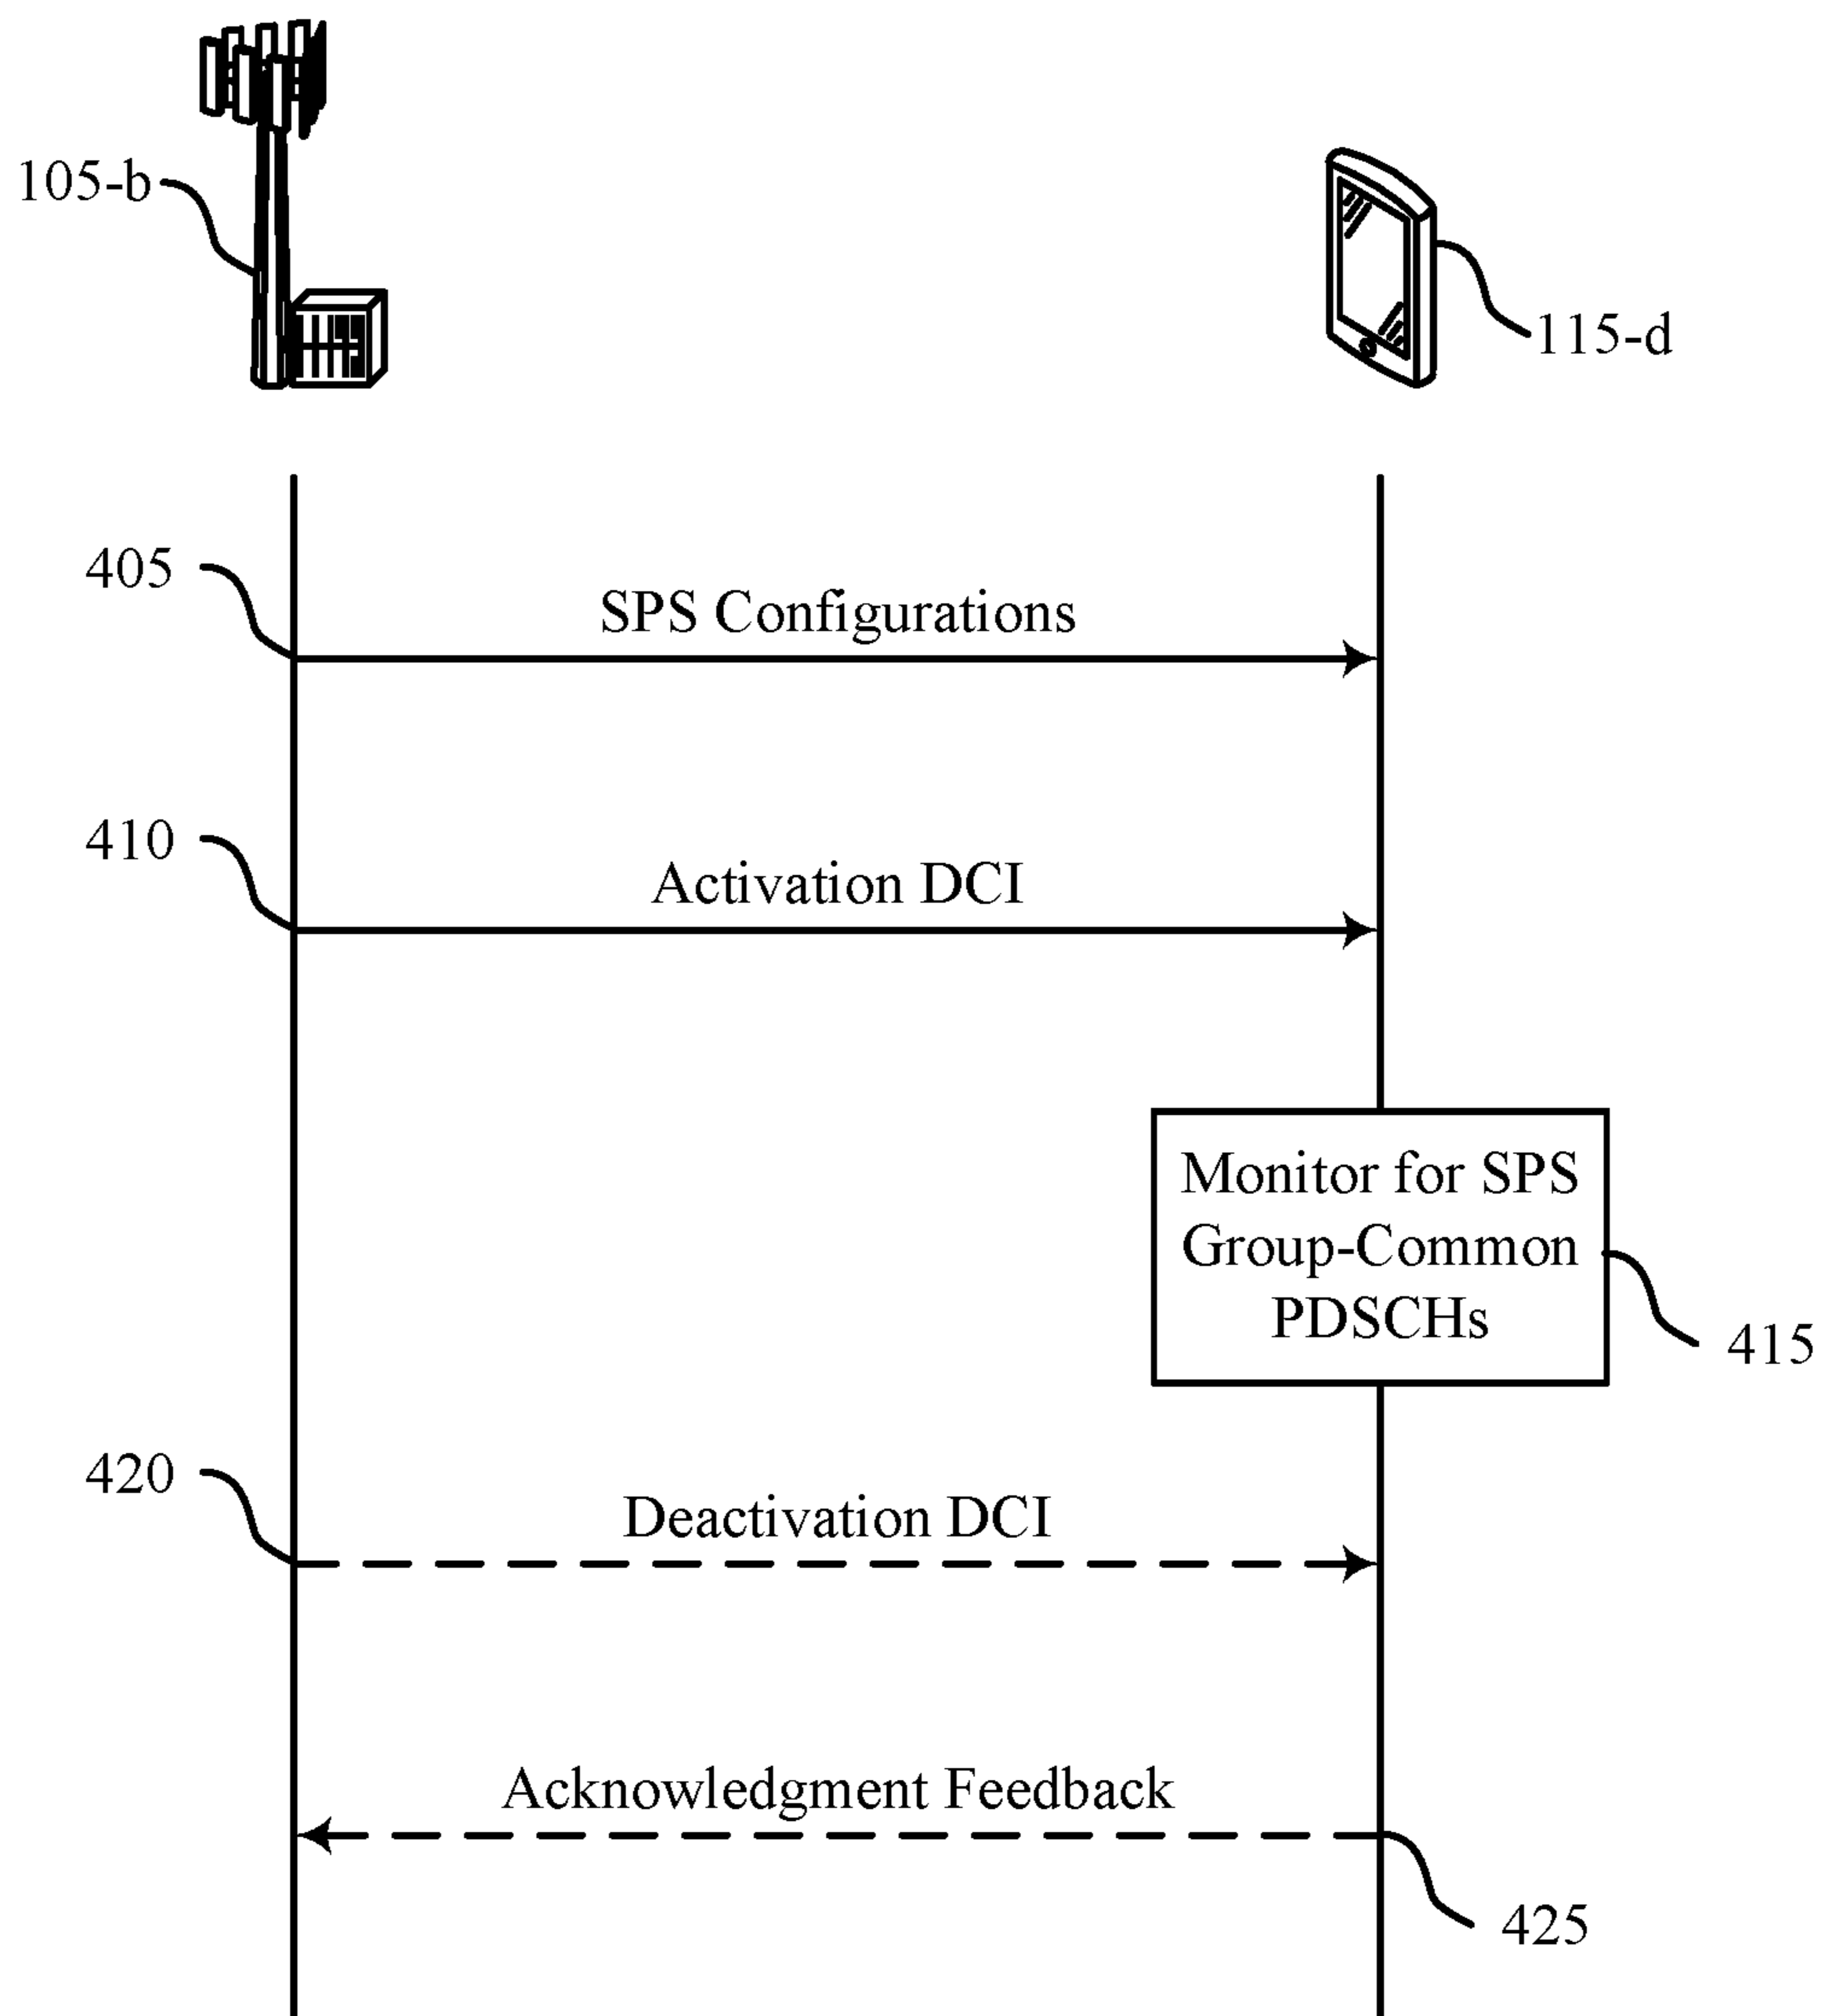 105-b
115-d
405
SPS Configurations
410
Activation DCI
Monitor for SPS
Group-Common
PDSCHs
415
420
Deactivation DCI
Acknowledgment Feedback
425